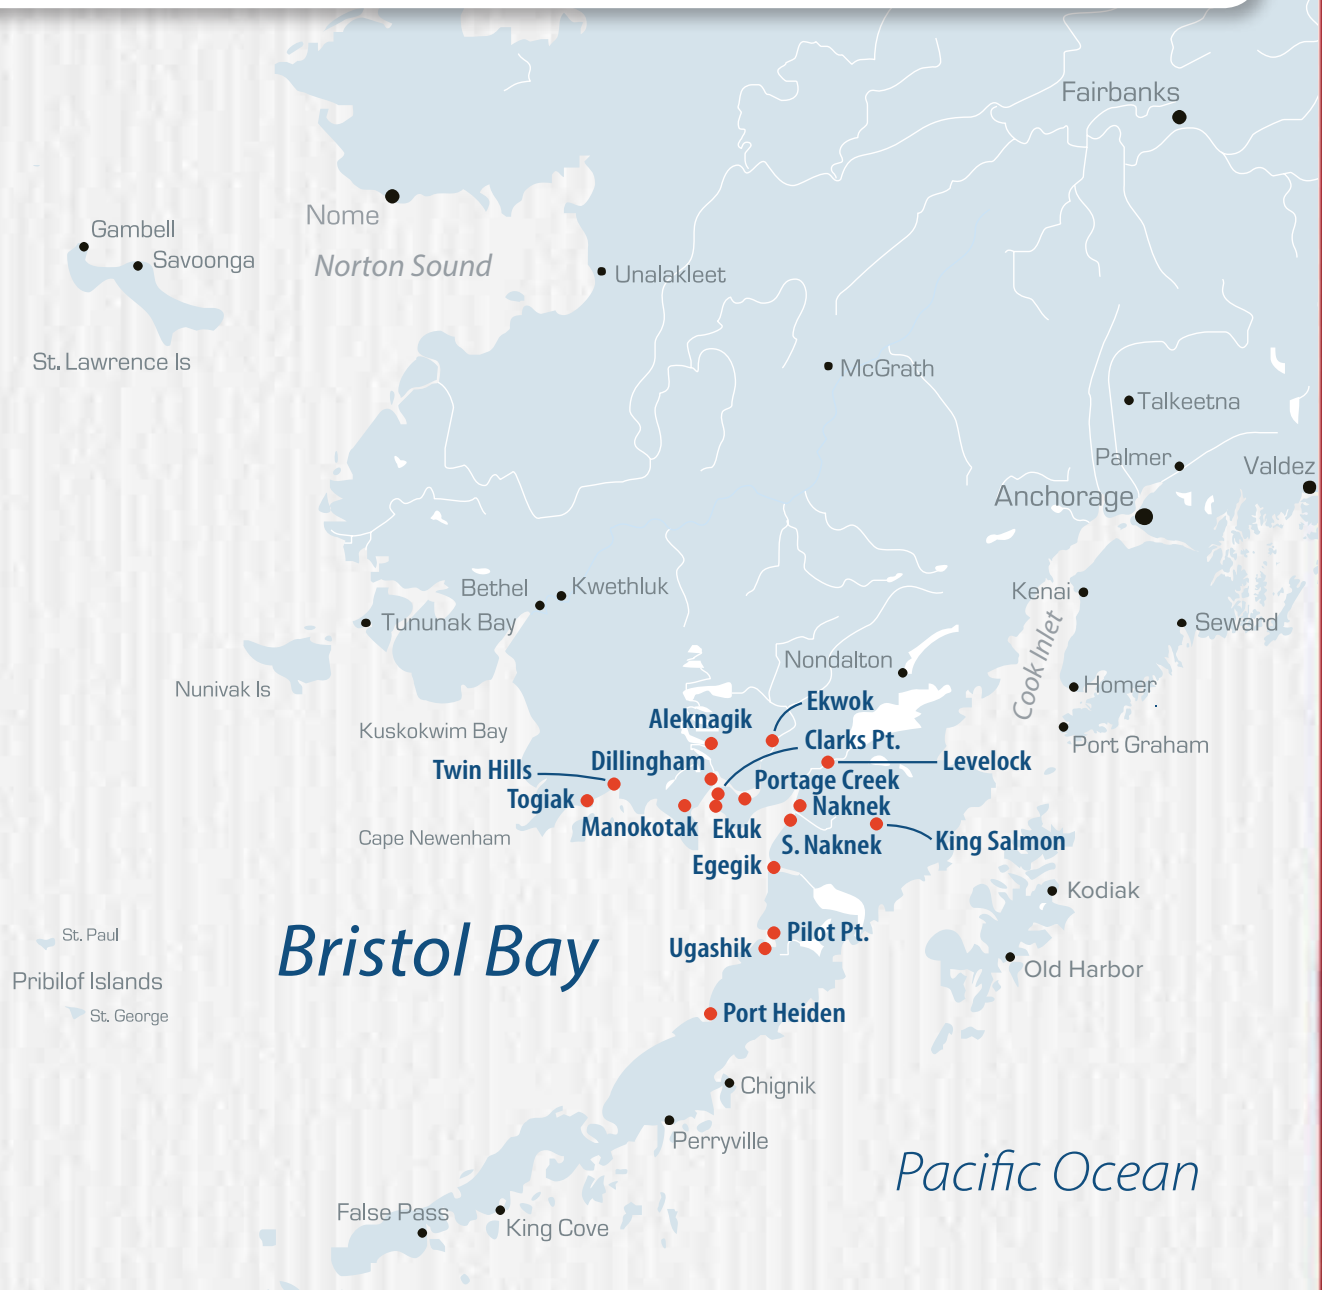 Fairbanks
Nome
Gambell
Savoonga
Norton Sound
Unalakleet
St. Lawrence Is
McGrath
Talkeetna
Palmer
Valdez
Anchorage
Bethel
Kwethluk
Kenai
Tununak Bay
Seward
Cook Inlet
Nondalton
Nunivak Is
Homer
Ekwok
Aleknagik
Kuskokwim Bay
Clarks Pt.
Port Graham
Dillingham
Levelock
Twin Hills
Portage Creek
Togiak
Naknek
Manokotak
Ekuk
Cape Newenham
S. Naknek
King Salmon
Egegik
Kodiak
St. Paul
Bristol Bay
Pilot Pt.
Ugashik
Old Harbor
Pribilof Islands
St. George
Port Heiden
Chignik
Perryville
Pacific Ocean
False Pass
King Cove